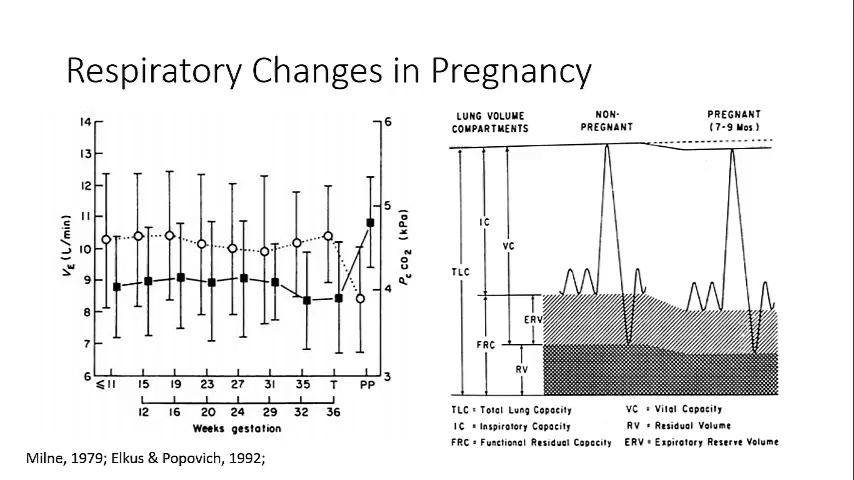 Respiratory Changes in Pregnancy
14
13
12
11
10
9
8
7
6
V̇E (L/min)
6
5
4
3
Pc CO2 (kPa)
≤11 15 19 23 27 31 35 T PP
12 16 20 24 29 32 36
Weeks gestation
LUNG VOLUME
COMPARTMENTS
NON-
PREGNANT
PREGNANT
(7-9 Mos.)
IC
VC
TLC
ERV
FRC
RV
TLC = Total Lung Capacity
VC = Vital Capacity
IC = Inspiratory Capacity
RV = Residual Volume
FRC = Functional Residual Capacity
ERV = Expiratory Reserve Volume
Milne, 1979; Elkus & Popovich, 1992;